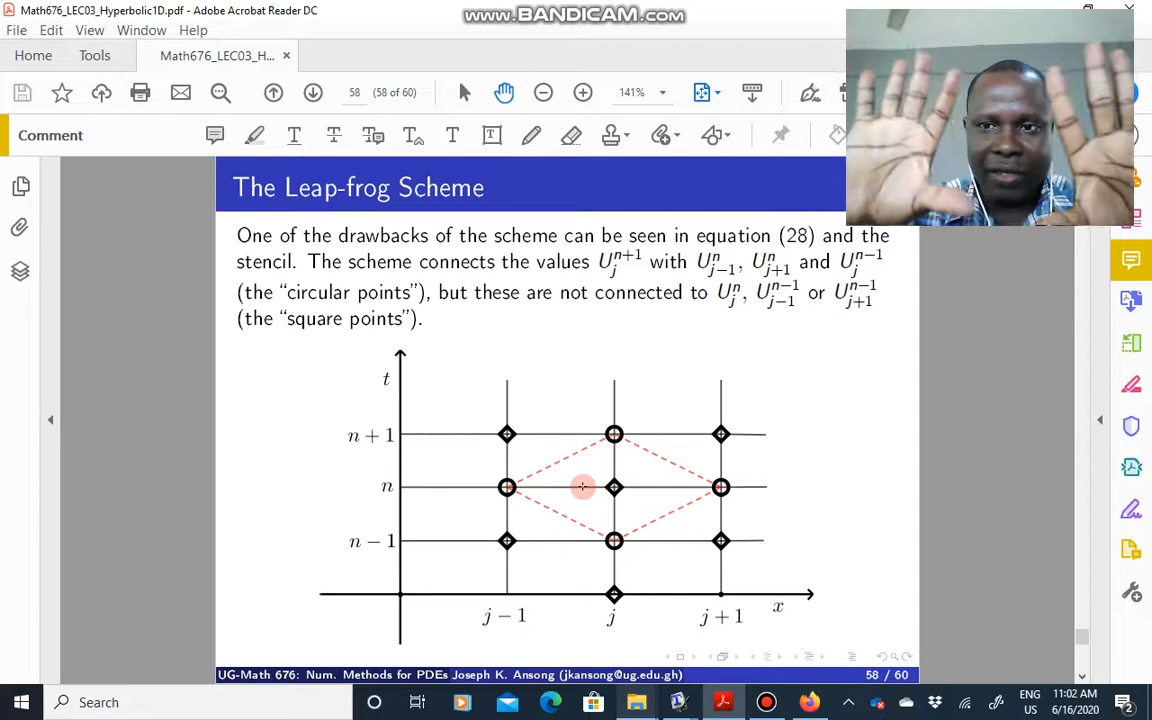 Math676_LEC03_Hyperbolic1D.pdf - Adobe Acrobat Reader DC
www.BANDICAM.com
File Edit View Window Help
Home Tools Math676_LEC03_H... ×
58 (58 of 60) 141%
Comment
The Leap-frog Scheme
One of the drawbacks of the scheme can be seen in equation (28) and the
stencil. The scheme connects the values U_j^{n+1} with U_{j-1}^n, U_{j+1}^n and U_j^{n-1}
(the “circular points”), but these are not connected to U_j^n, U_{j-1}^{n-1} or U_{j+1}^{n-1}
(the “square points”).
t
n + 1
n
n − 1
j − 1 j j + 1 x
UG-Math 676: Num. Methods for PDEs Joseph K. Ansong (jkansong@ug.edu.gh) 58 / 60
Search
ENG 11:02 AM
US 6/16/2020
2